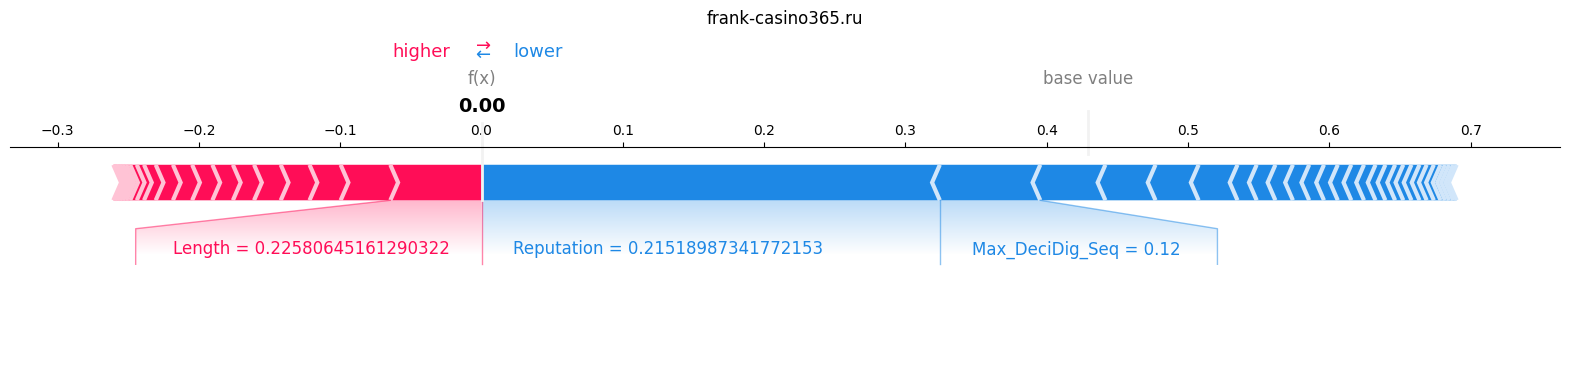 frank-casino365.ru
higher ⇄ lower
f(x) base value
0.00
−0.3 −0.2 −0.1 0.0 0.1 0.2 0.3 0.4 0.5 0.6 0.7
Length = 0.22580645161290322 Reputation = 0.21518987341772153 Max_DeciDig_Seq = 0.12